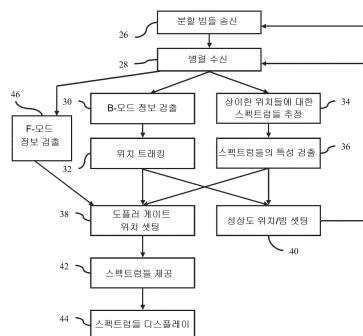 분할 빔들 송신
26
병렬 수신
28
46
F-모드
정보 검출
30
B-모드 정보 검출
상이한 위치들에 대한
스펙트럼들 추정
34
32
위치 트래킹
스펙트럼들의 특성 검출
36
38
도플러 게이트
위치 셋팅
성상도 위치/빔 셋팅
40
42
스펙트럼들 제공
44
스펙트럼들 디스플레이